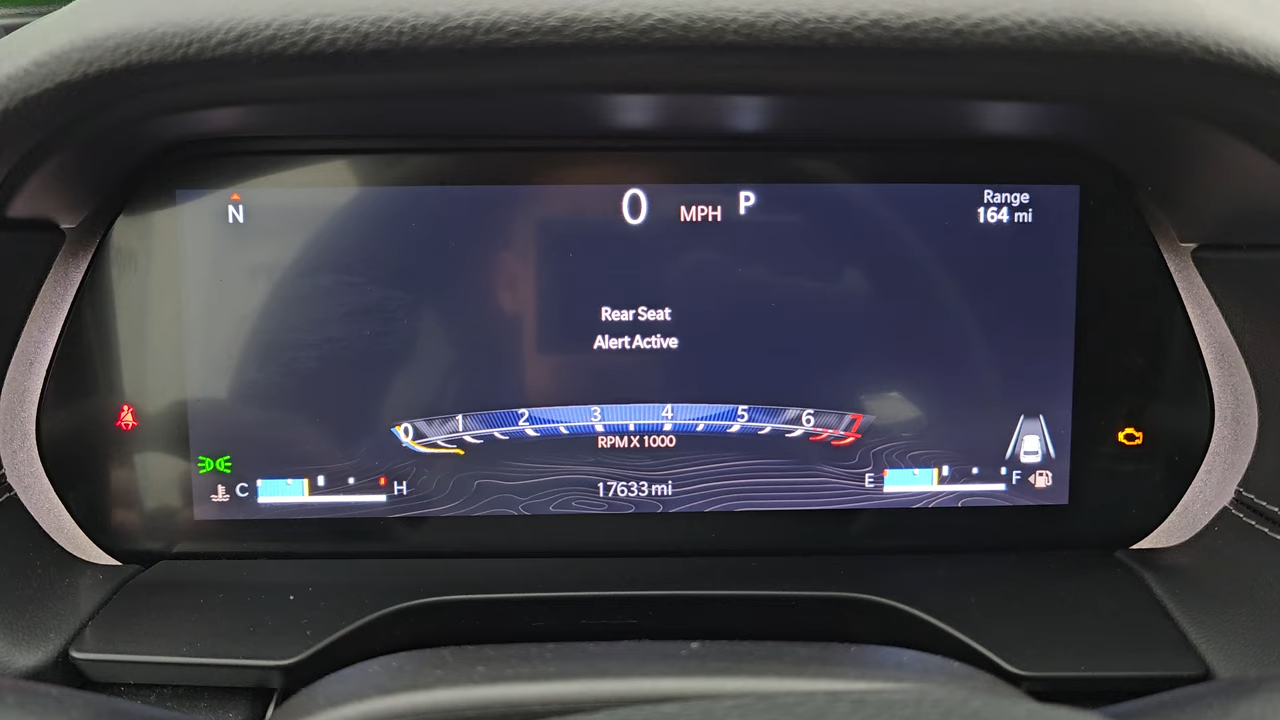 N
0 MPH P
Range
164 mi
Rear Seat
Alert Active
0 1 2 3 4 5 6 7
RPM X 1000
C H
17633 mi
E F